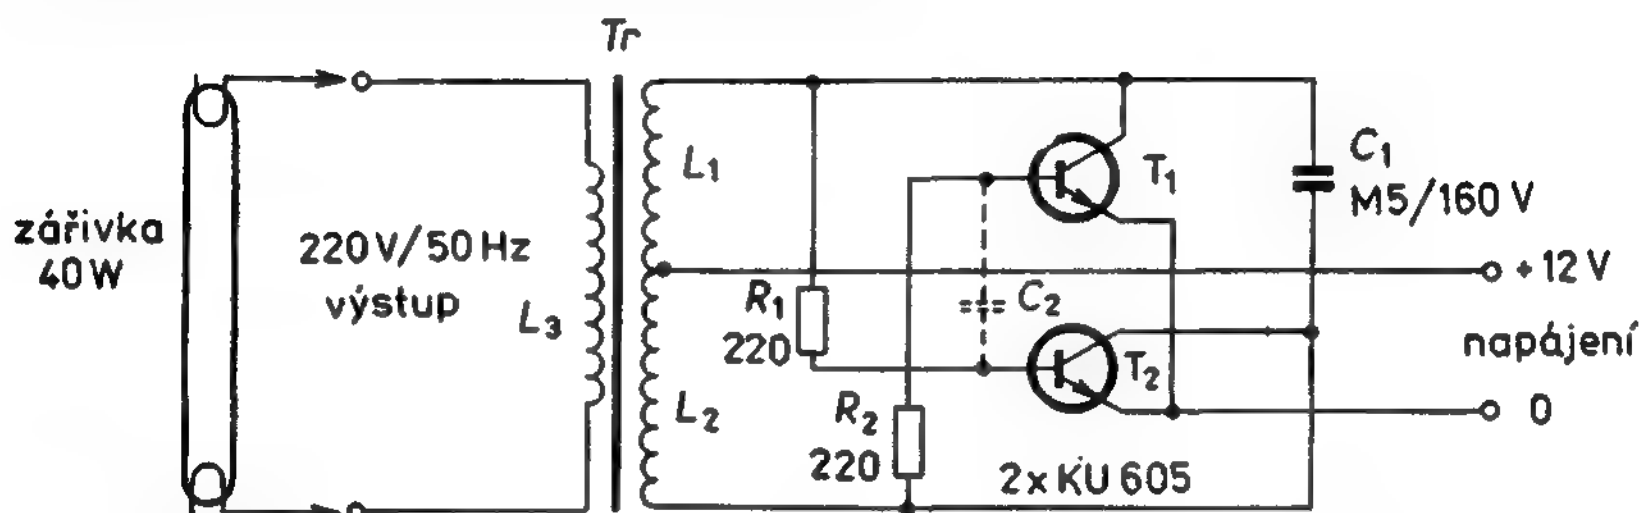 Tr
zářivka
40 W
220 V/50 Hz
výstup
L3
L1
L2
R1
220
R2
220
C2
T1
T2
2x KU 605
C1
M5/160 V
+ 12 V
napájení
0